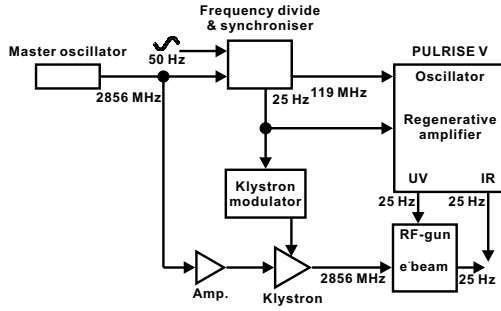 Frequency divide
& synchroniser
Master oscillator
50 Hz
PULRISE V
2856 MHz
25 Hz
119 MHz
Oscillator
Regenerative
amplifier
Klystron
modulator
UV
IR
25 Hz
25 Hz
RF-gun
e-beam
2856 MHz
25 Hz
Amp.
Klystron